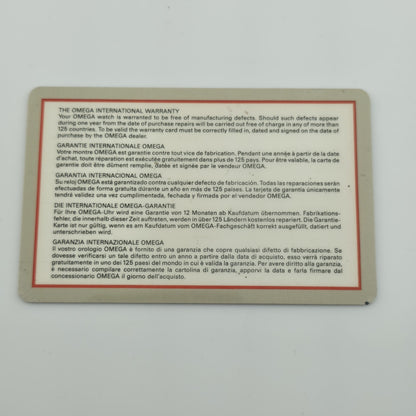 THE OMEGA INTERNATIONAL WARRANTY
Your OMEGA watch is warranted to be free of manufacturing defects. Should such defects appear
during one year from the date of purchase repairs will be carried out free of charge in any of more than
125 countries. To be valid the warranty card must be correctly filled in, dated and signed on the date of
purchase by the OMEGA dealer.
GARANTIE INTERNATIONALE OMEGA
Votre montre OMEGA est garantie contre tout vice de fabrication. Pendant une année à partir de la date
d'achat, toute réparation est exécutée gratuitement dans plus de 125 pays. Pour être valable, la carte de
garantie doit être dûment remplie, datée et signée par le vendeur OMEGA.
GARANTIA INTERNACIONAL OMEGA
Su reloj OMEGA está garantizado contra cualquier defecto de fabricación. Todas las reparaciones serán
efectuadas de forma gratuita durante un año en más de 125 países. La tarjeta de garantía únicamente
tendrá validez una vez cumplimentada, fechada y firmada por el vendedor OMEGA.
DIE INTERNATIONALE OMEGA-GARANTIE
Für Ihre OMEGA-Uhr wird eine Garantie von 12 Monaten ab Kaufdatum übernommen. Fabrikations-
fehler, die innerhalb dieser Zeit auftraten, werden in über 125 Ländern kostenlos repariert. Die Garantie-
Karte ist nur gültig, wenn es am Kaufdatum vom OMEGA-Fachgeschäft korrekt ausgefüllt, datiert und
unterschrieben wird.
GARANZIA INTERNAZIONALE OMEGA
Il vostro orologio OMEGA è fornito di una garanzia che copre qualsiasi difetto di fabbricazione. Se
dovesse verificarsi un tale difetto entro un anno a partire dalla data di acquisto, esso verrà riparato
gratuitamente in uno dei 125 paesi del mondo in cui è valida la garanzia. Per avere diritto alla garanzia,
è necessario compilare correttamente la cartolina di garanzia, apporvi la data e farla firmare dal
concessionario OMEGA il giorno dell'acquisto.